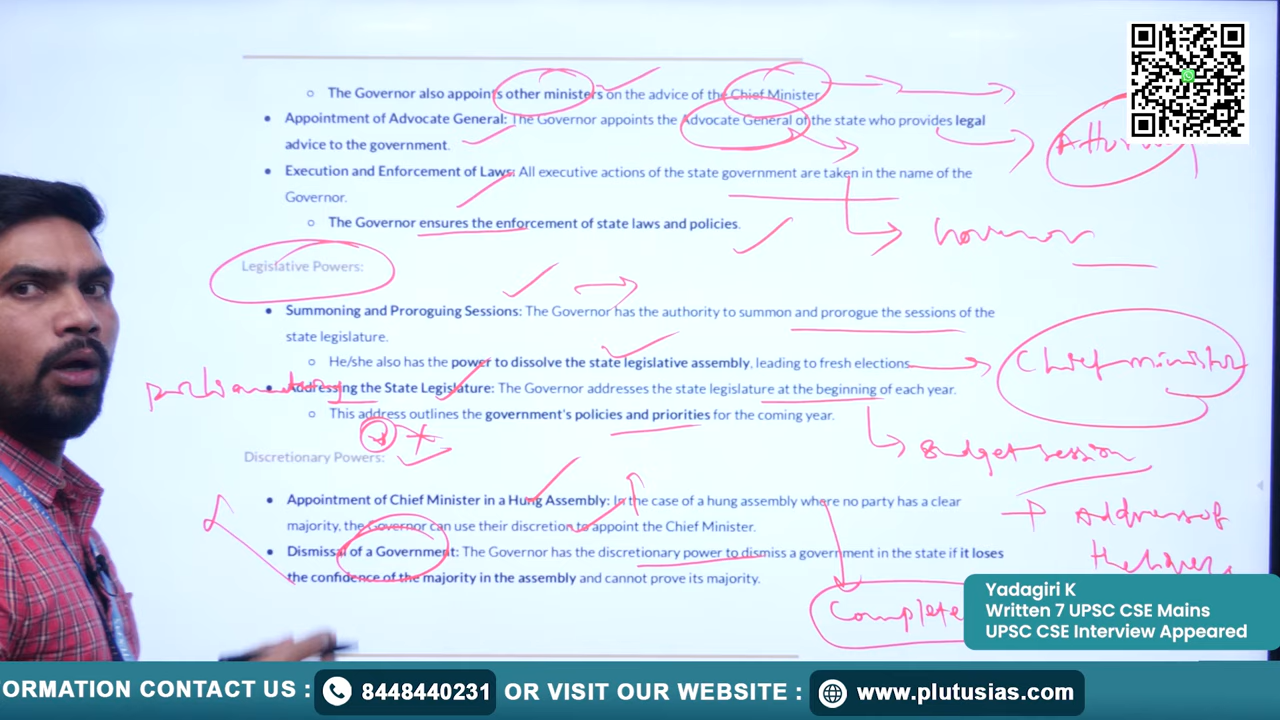 The Governor also appoints other ministers on the advice of the Chief Minister
Appointment of Advocate General: The Governor appoints the Advocate General of the state who provides legal
advice to the government.
Execution and Enforcement of Laws: All executive actions of the state government are taken in the name of the
Governor.
The Governor ensures the enforcement of state laws and policies.
Governor
Legislative Powers:
Summoning and Proroguing Sessions: The Governor has the authority to summon and prorogue the sessions of the
state legislature.
He/she also has the power to dissolve the state legislative assembly, leading to fresh elections
Chief minister
Addressing the State Legislature: The Governor addresses the state legislature at the beginning of each year.
This address outlines the government's policies and priorities for the coming year.
Budget session
Discretionary Powers:
Appointment of Chief Minister in a Hung Assembly: In the case of a hung assembly where no party has a clear
majority, the Governor can use their discretion to appoint the Chief Minister.
Address of
Dismissal of a Government: The Governor has the discretionary power to dismiss a government in the state if it loses
the confidence of the majority in the assembly and cannot prove its majority.
Complete
Yadagiri K
Written 7 UPSC CSE Mains
UPSC CSE Interview Appeared
FORMATION CONTACT US : 8448440231 OR VISIT OUR WEBSITE : www.plutusias.com